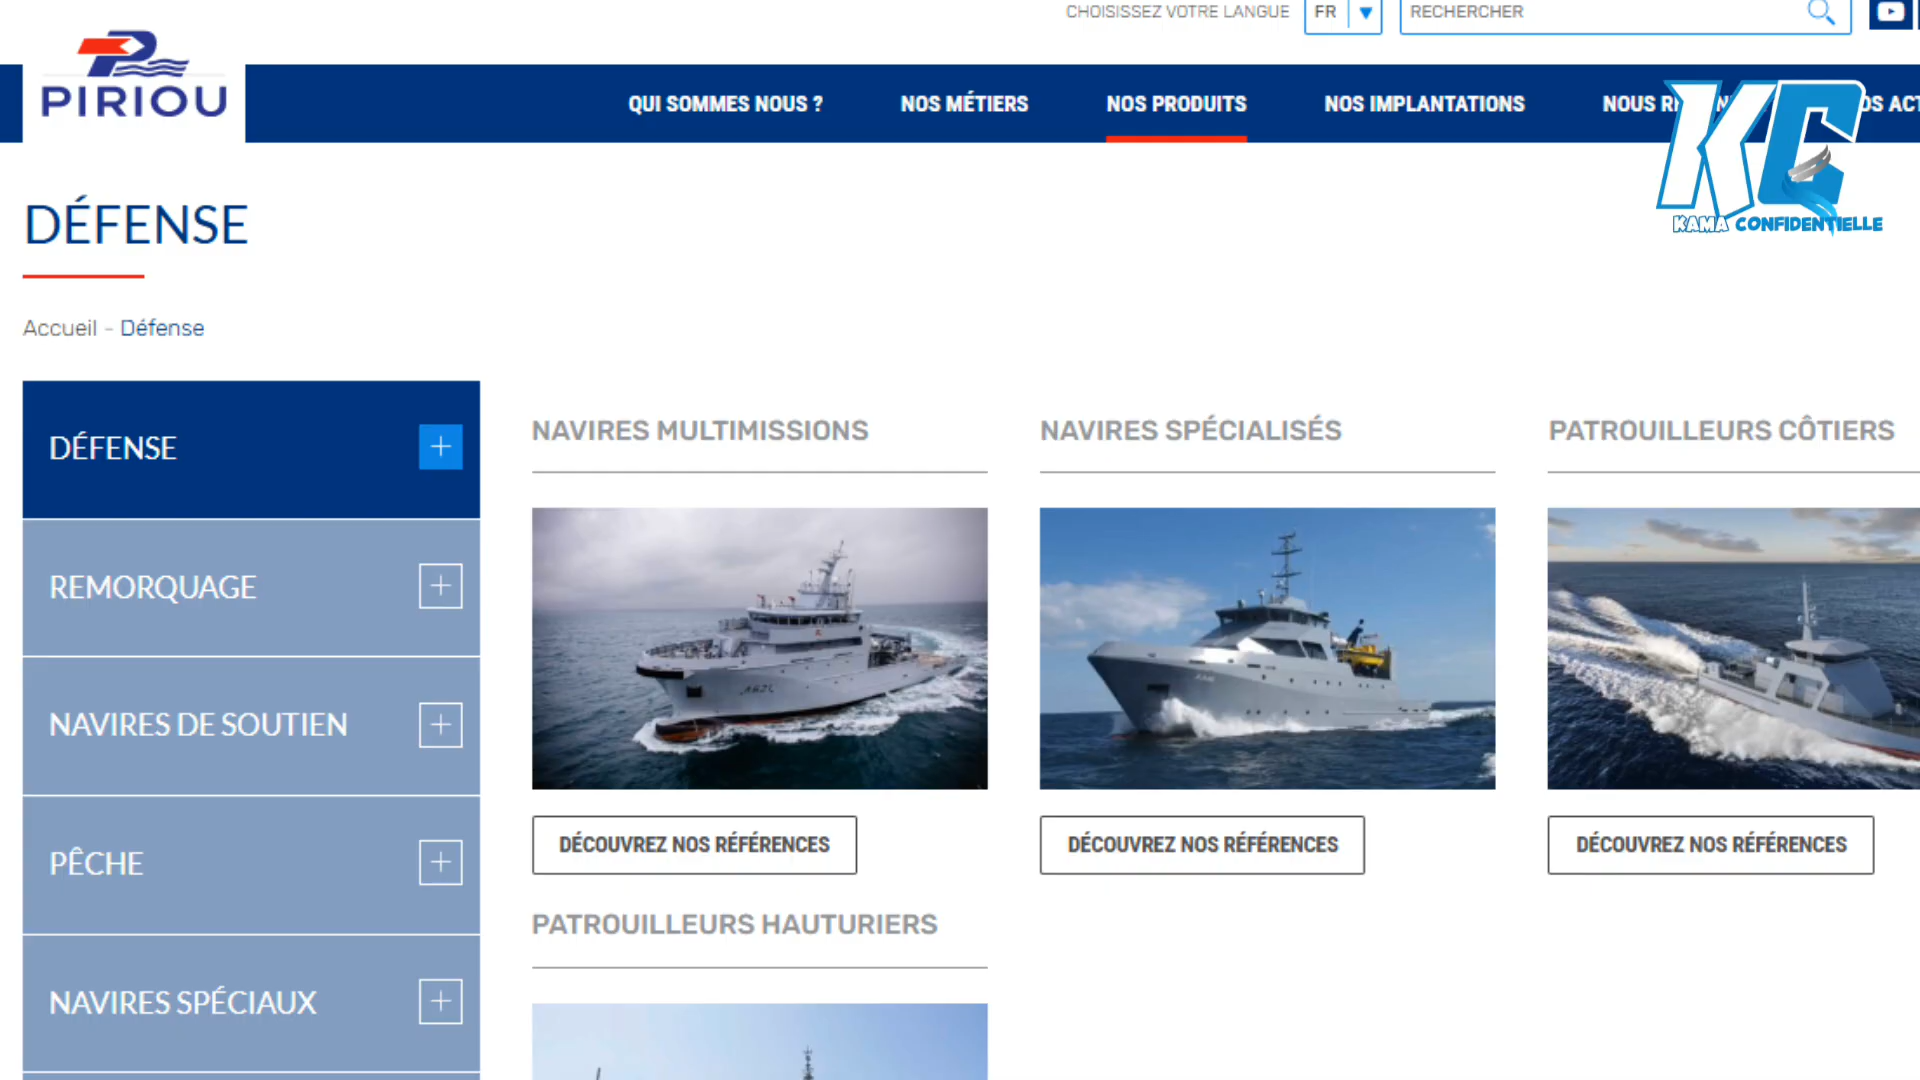 CHOISISSEZ VOTRE LANGUE
FR
RECHERCHER
PIRIOU
QUI SOMMES NOUS ?
NOS MÉTIERS
NOS PRODUITS
NOS IMPLANTATIONS
NOUS
KC
KAMA CONFIDENTIELLE
DÉFENSE
Accueil - Défense
DÉFENSE
REMORQUAGE
NAVIRES DE SOUTIEN
PÊCHE
NAVIRES SPÉCIAUX
NAVIRES MULTIMISSIONS
DÉCOUVREZ NOS RÉFÉRENCES
NAVIRES SPÉCIALISÉS
DÉCOUVREZ NOS RÉFÉRENCES
PATROUILLEURS CÔTIERS
DÉCOUVREZ NOS RÉFÉRENCES
PATROUILLEURS HAUTURIERS